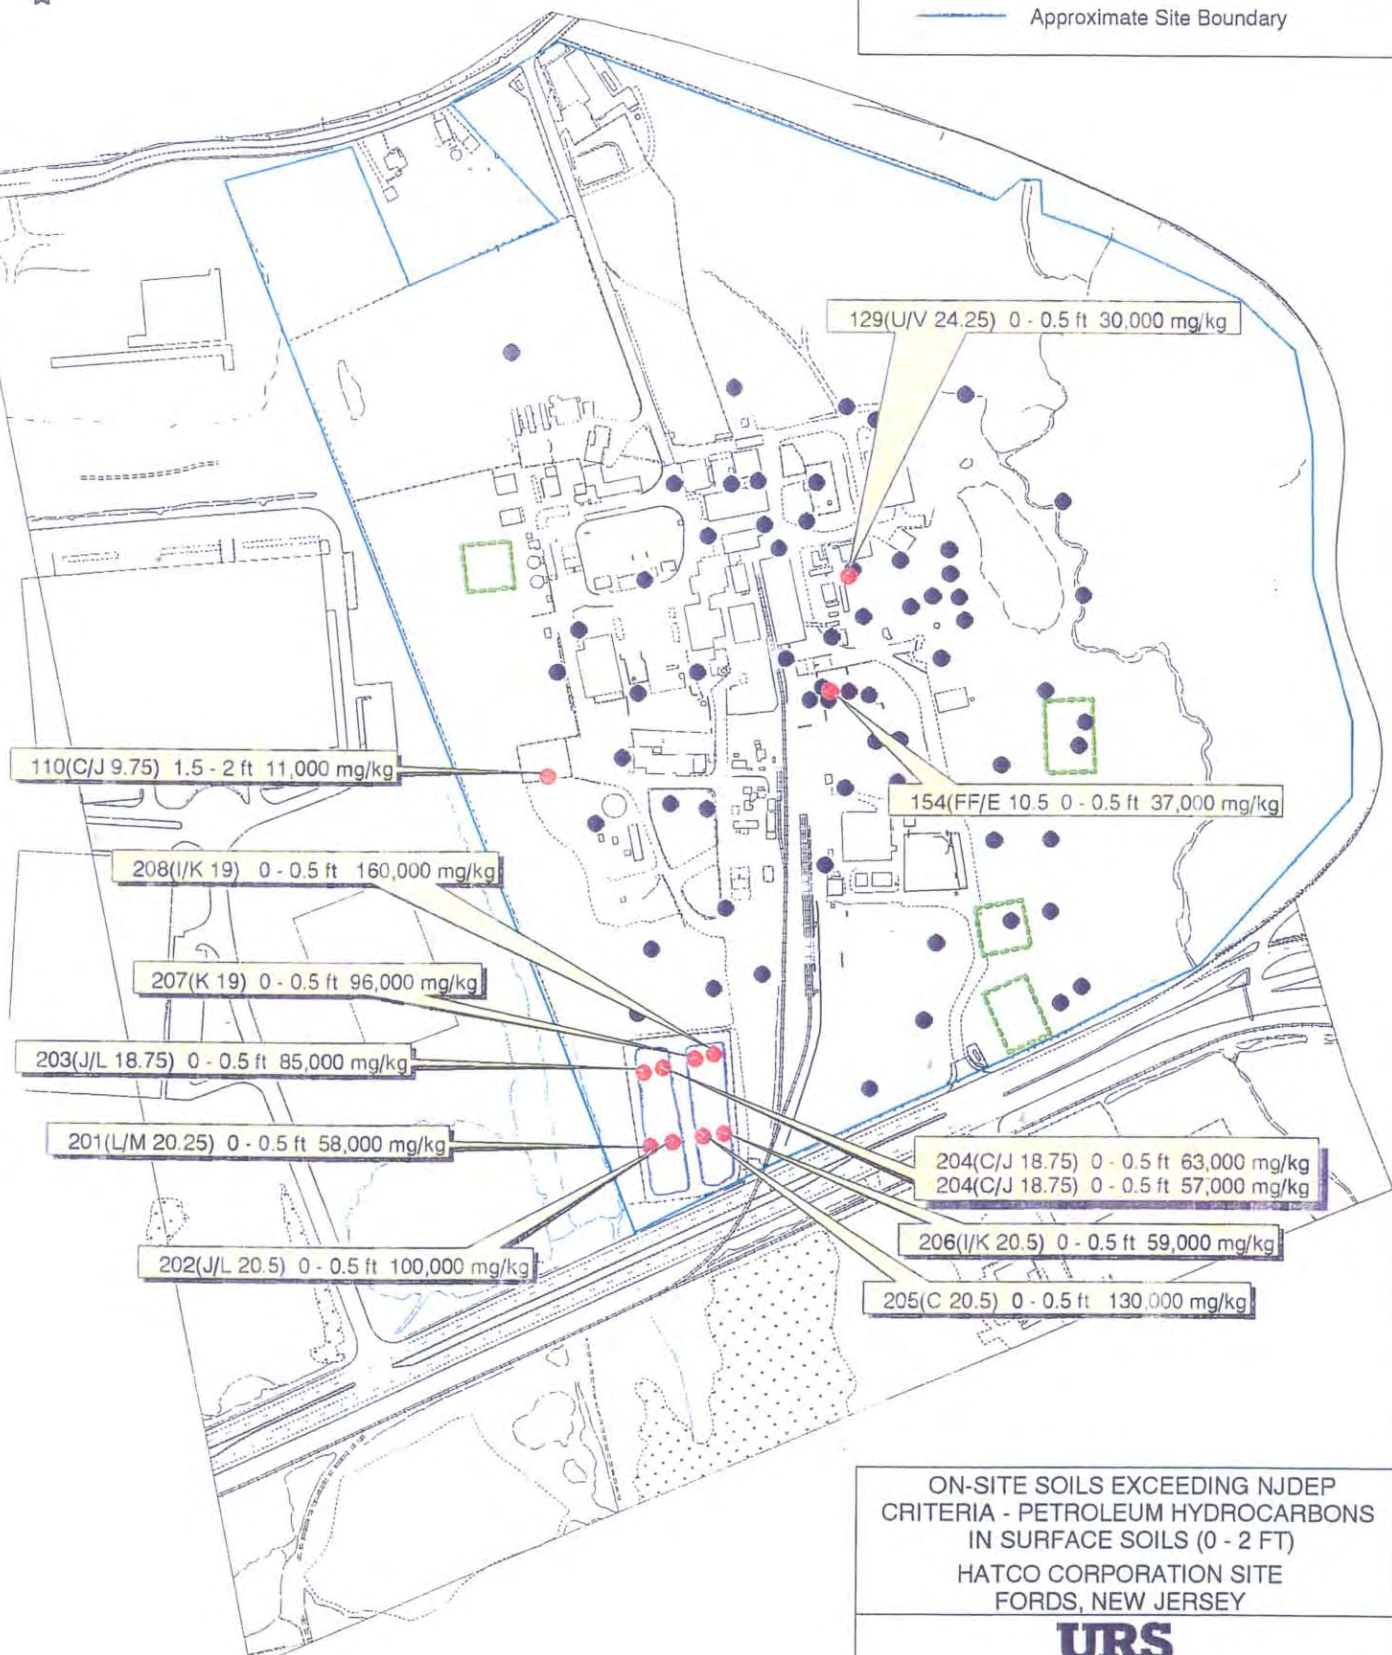 Approximate Site Boundary
129(U/V 24.25) 0 - 0.5 ft 30,000 mg/kg
110(C/J 9.75) 1.5 - 2 ft 11,000 mg/kg
154(FF/E 10.5 0 - 0.5 ft 37,000 mg/kg
208(I/K 19) 0 - 0.5 ft 160,000 mg/kg
207(K 19) 0 - 0.5 ft 96,000 mg/kg
203(J/L 18.75) 0 - 0.5 ft 85,000 mg/kg
201(L/M 20.25) 0 - 0.5 ft 58,000 mg/kg
204(C/J 18.75) 0 - 0.5 ft 63,000 mg/kg
204(C/J 18.75) 0 - 0.5 ft 57,000 mg/kg
206(I/K 20.5) 0 - 0.5 ft 59,000 mg/kg
202(J/L 20.5) 0 - 0.5 ft 100,000 mg/kg
205(C 20.5) 0 - 0.5 ft 130,000 mg/kg
ON-SITE SOILS EXCEEDING NJDEP
CRITERIA - PETROLEUM HYDROCARBONS
IN SURFACE SOILS (0 - 2 FT)
HATCO CORPORATION SITE
FORDS, NEW JERSEY
URS